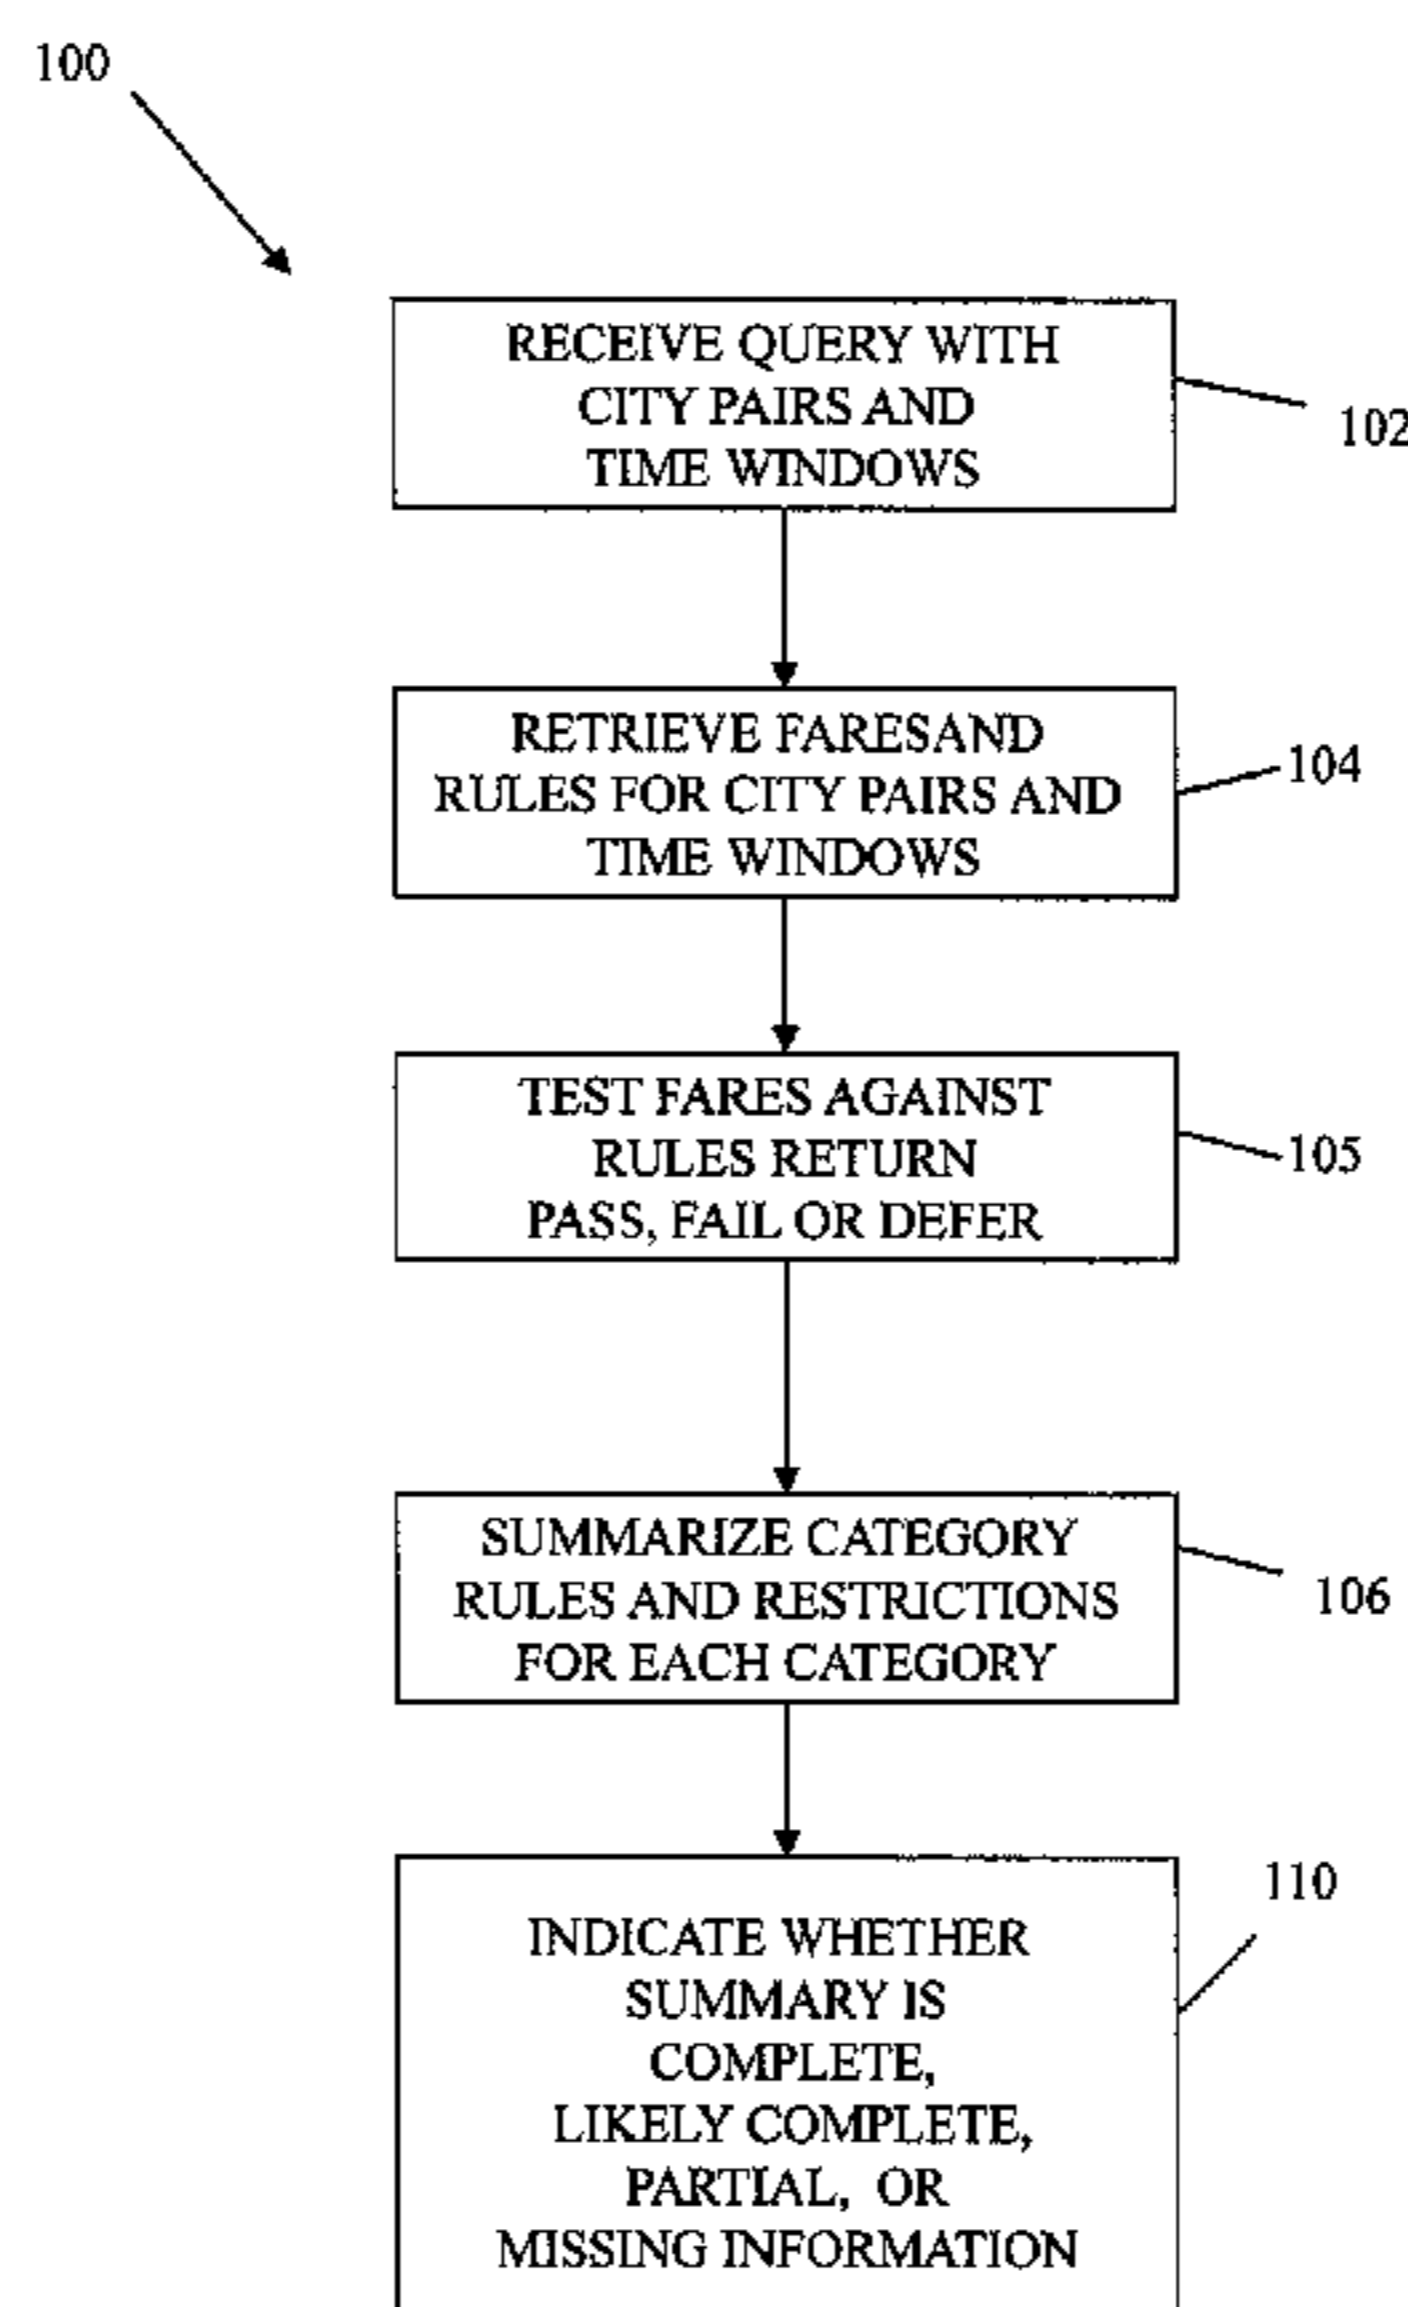 100
RECEIVE QUERY WITH
CITY PAIRS AND
TIME WINDOWS
102
RETRIEVE FARESAND
RULES FOR CITY PAIRS AND
TIME WINDOWS
104
TEST FARES AGAINST
RULES RETURN
PASS, FAIL OR DEFER
105
SUMMARIZE CATEGORY
RULES AND RESTRICTIONS
FOR EACH CATEGORY
106
INDICATE WHETHER
SUMMARY IS
COMPLETE,
LIKELY COMPLETE,
PARTIAL, OR
MISSING INFORMATION
110